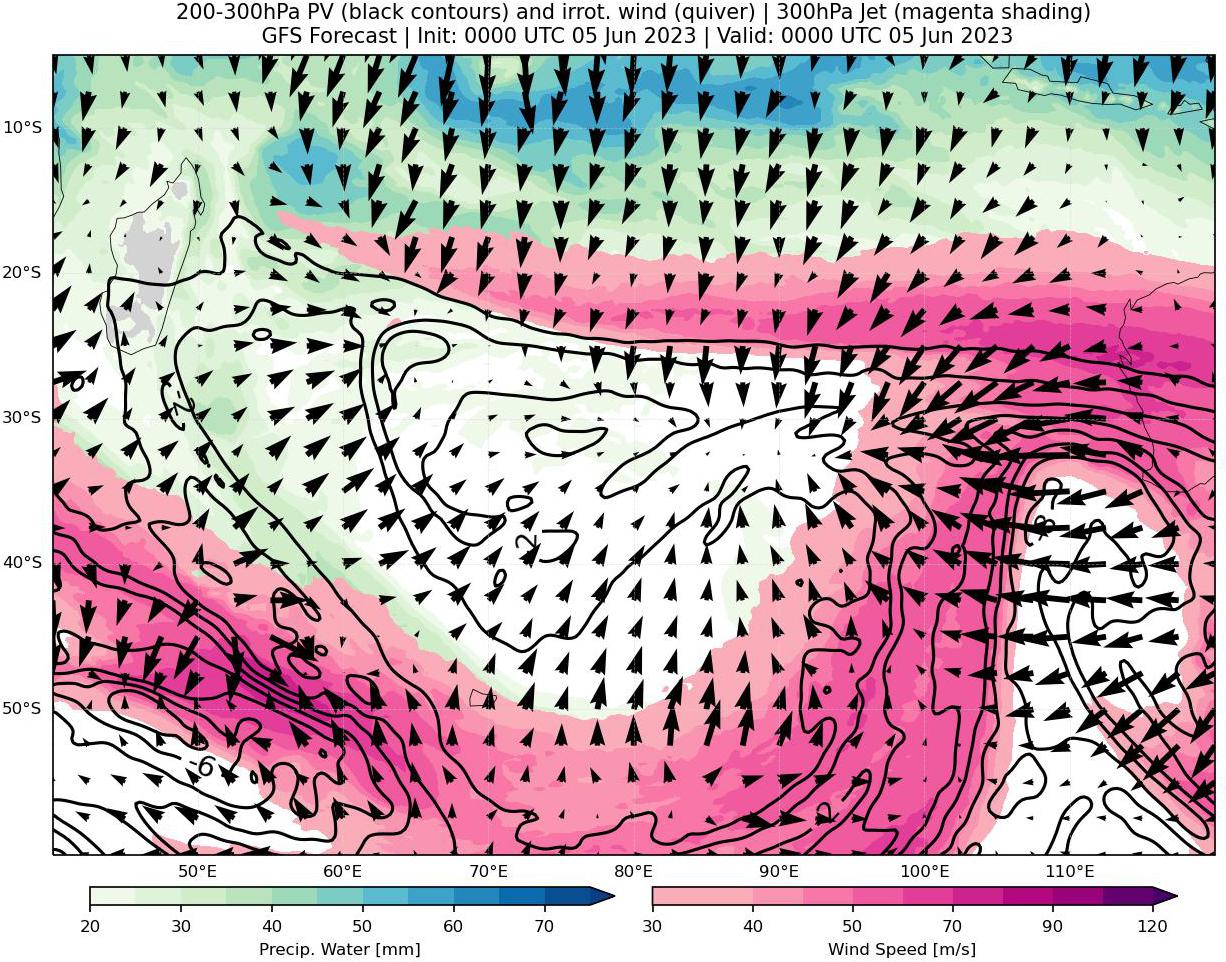 200-300hPa PV (black contours) and irrot. wind (quiver) | 300hPa Jet (magenta shading)
GFS Forecast | Init: 0000 UTC 05 Jun 2023 | Valid: 0000 UTC 05 Jun 2023
10°S
20°S
30°S
40°S
50°S
0
2
0
-6
2
50°E
60°E
70°E
80°E
90°E
100°E
110°E
20
30
40
50
60
70
30
40
50
70
90
120
Precip. Water [mm]
Wind Speed [m/s]